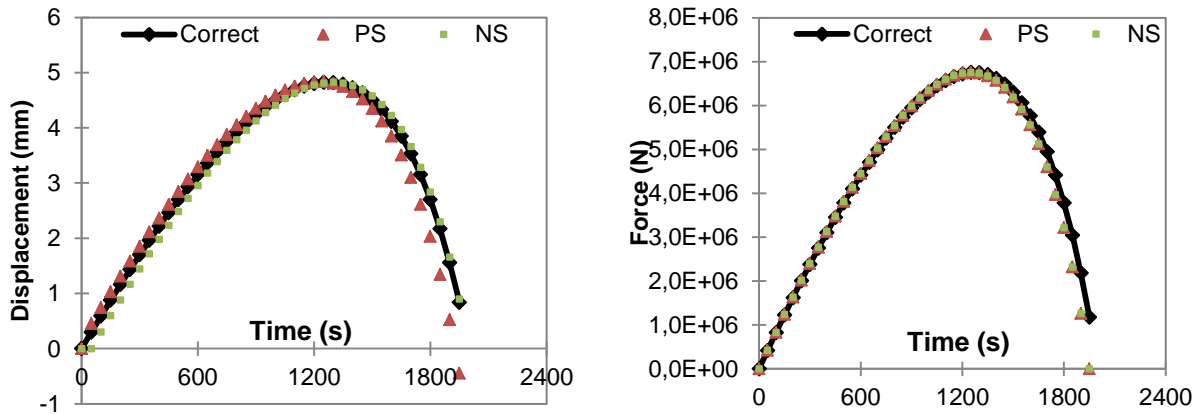 6
5
4
3
2
1
0
-1
Displacement (mm)
Correct PS NS
Time (s)
0 600 1200 1800 2400
8,0E+06
7,0E+06
6,0E+06
5,0E+06
4,0E+06
3,0E+06
2,0E+06
1,0E+06
0,0E+00
Force (N)
Correct PS NS
Time (s)
0 600 1200 1800 2400